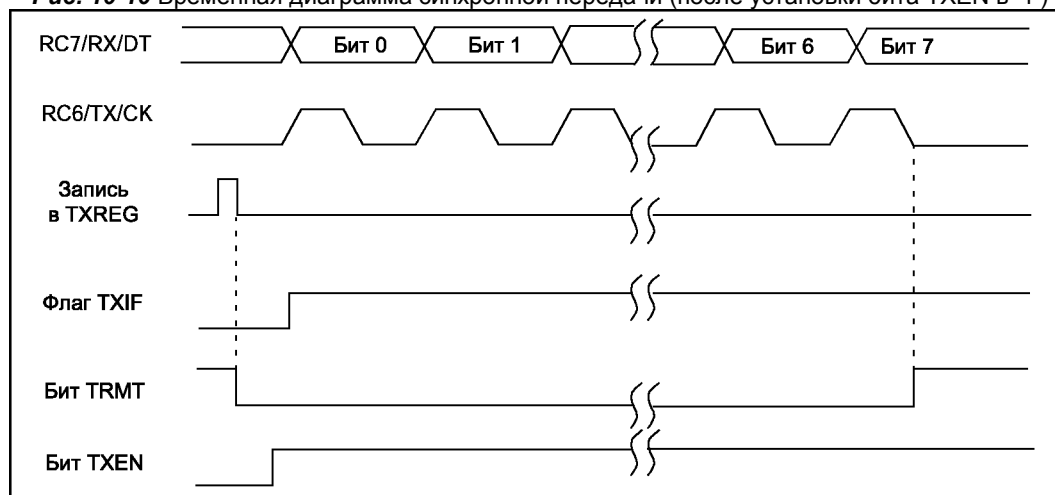 Рис. 10-10 Временная диаграмма синхронной передачи (после установки бита TXEN в '1')
RC7/RX/DT
Бит 0
Бит 1
Бит 6
Бит 7
RC6/TX/CK
Запись
в TXREG
Флаг TXIF
Бит TRMT
Бит TXEN